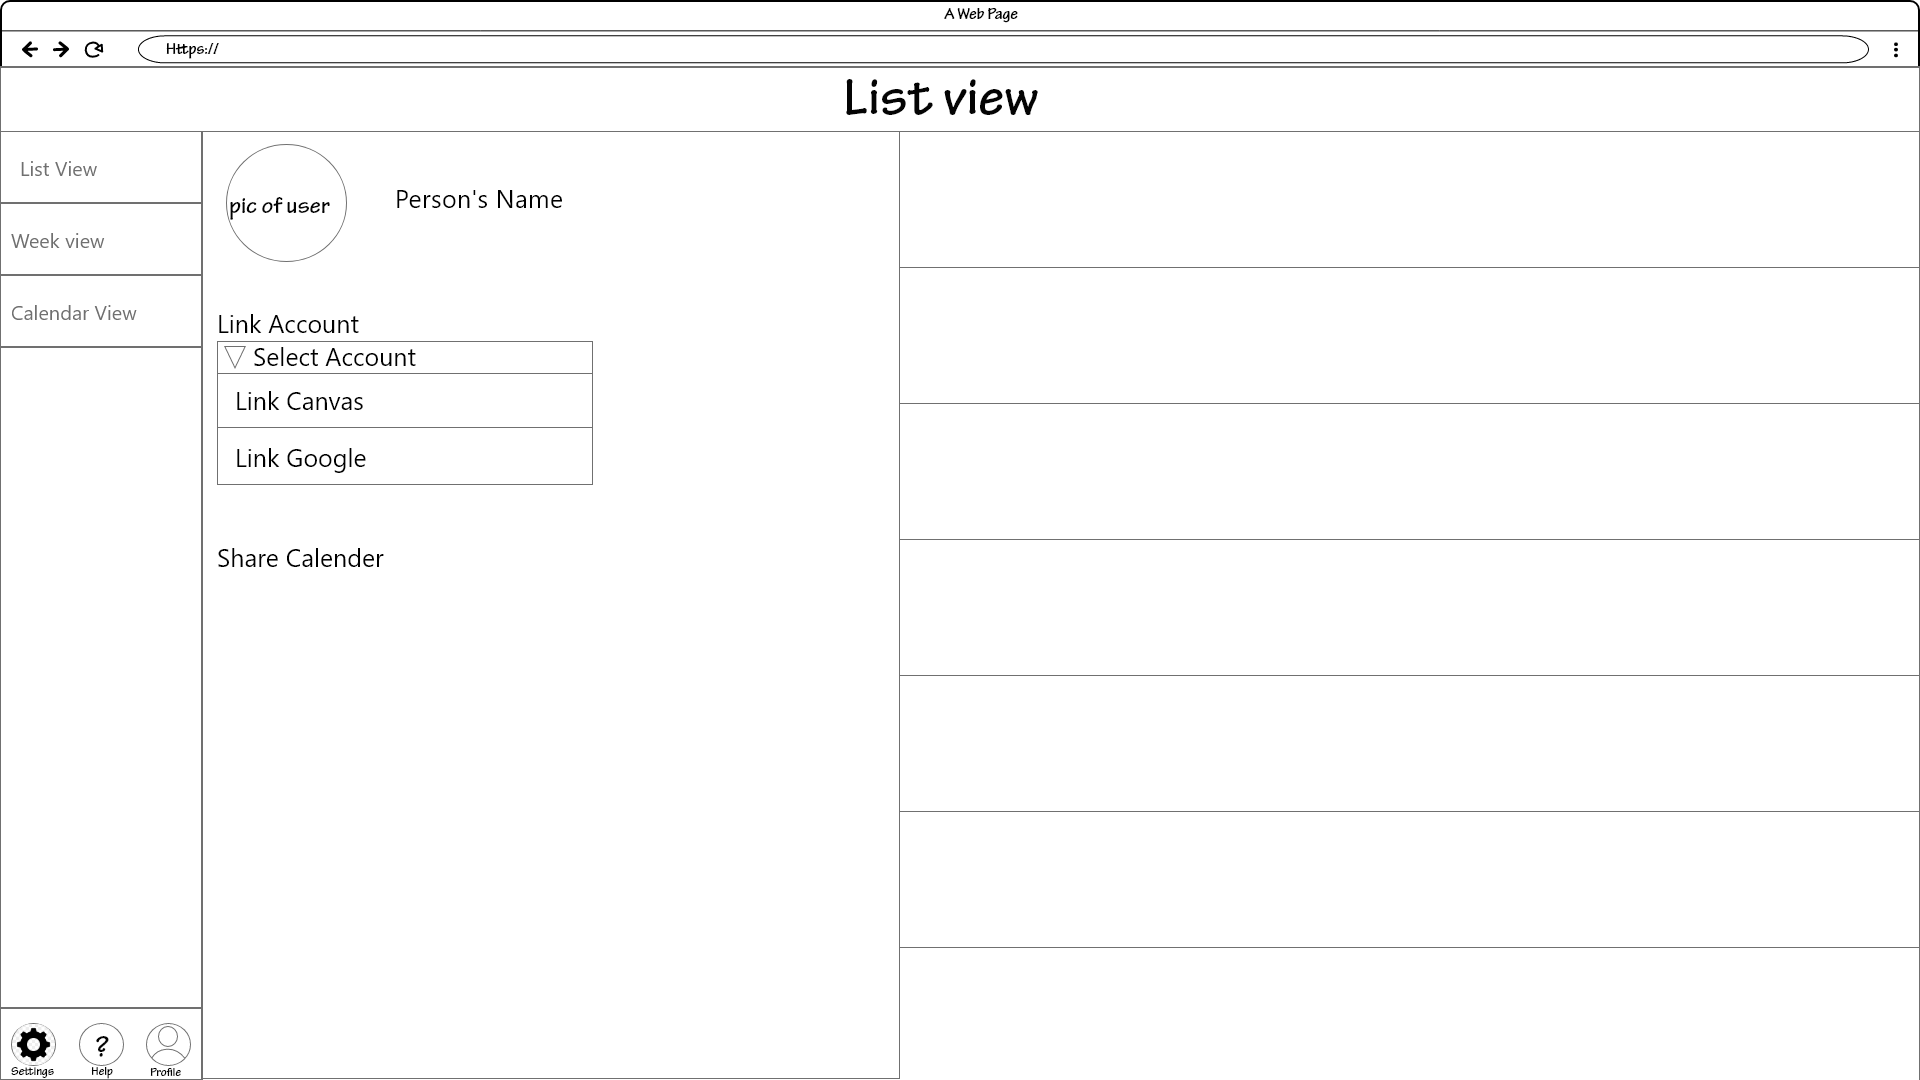 A Web Page
Https://
List view
List View
Week view
Calendar View
pic of user
Person's Name
Link Account
Select Account
Link Canvas
Link Google
Share Calender
?
Settings
Help
Profile